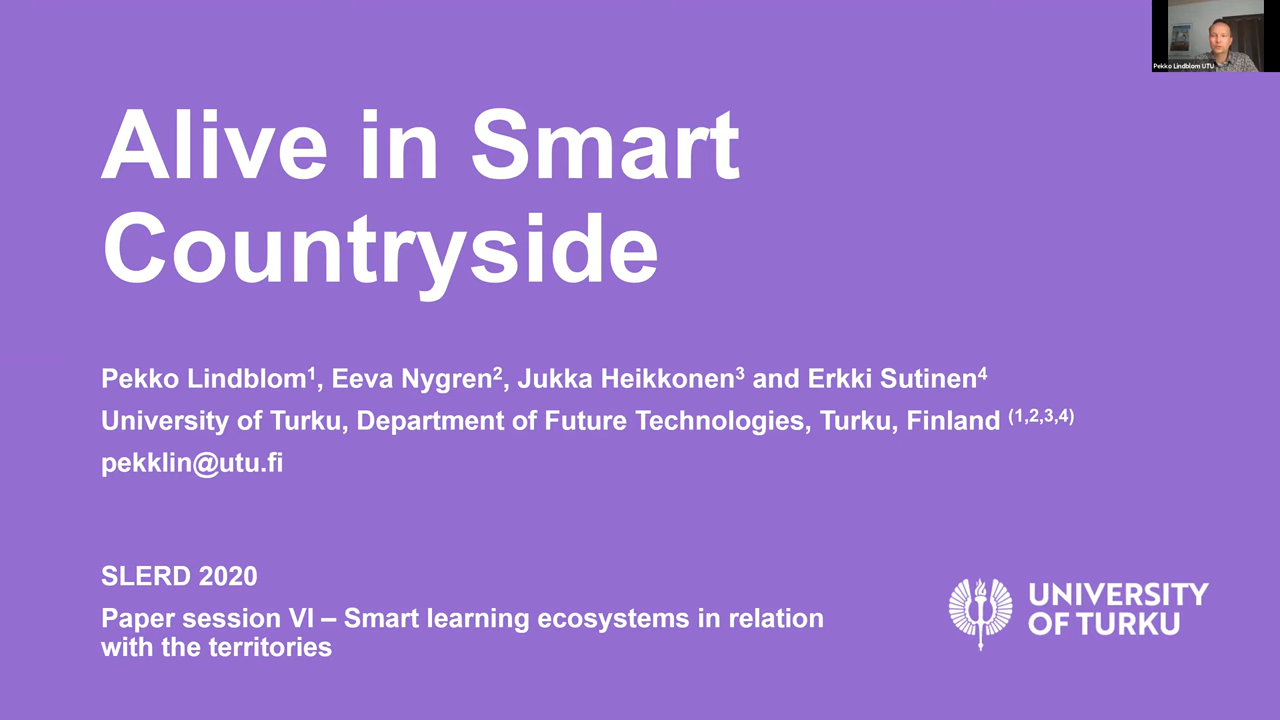 Pekko Lindblom UTU
Alive in Smart
Countryside
Pekko Lindblom¹, Eeva Nygren², Jukka Heikkonen³ and Erkki Sutinen⁴
University of Turku, Department of Future Technologies, Turku, Finland ⁽¹,²,³,⁴⁾
pekklin@utu.fi
SLERD 2020
Paper session VI – Smart learning ecosystems in relation
with the territories
UNIVERSITY
OF TURKU